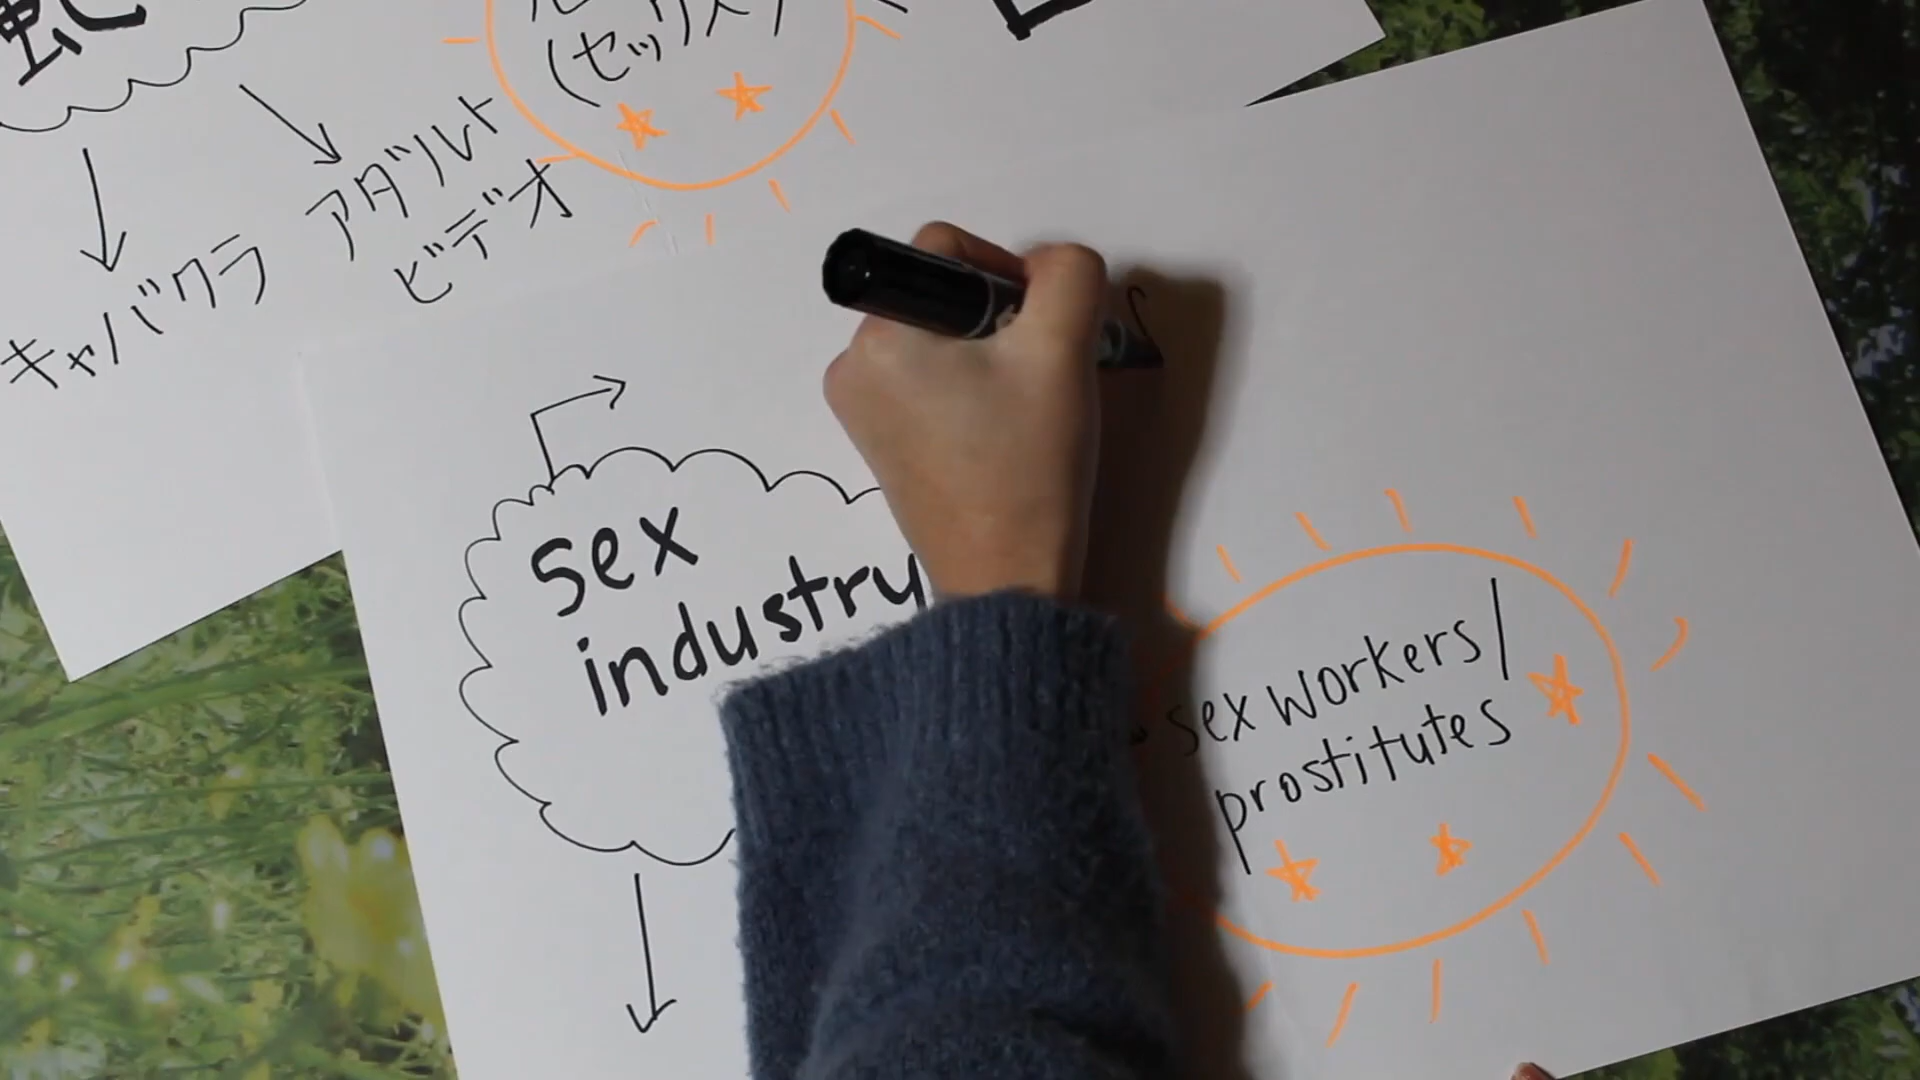 (セックス)
アダルト
ビデオ
キャバクラ
sex
industry
sex workers/
prostitutes